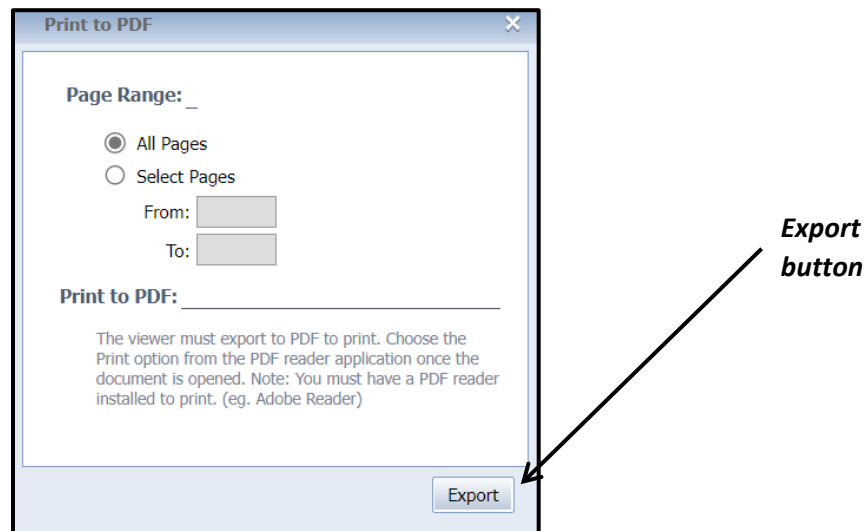 Print to PDF
Page Range:
All Pages
Select Pages
From:
To:
Print to PDF:
The viewer must export to PDF to print. Choose the
Print option from the PDF reader application once the
document is opened. Note: You must have a PDF reader
installed to print. (eg. Adobe Reader)
Export
Export
button